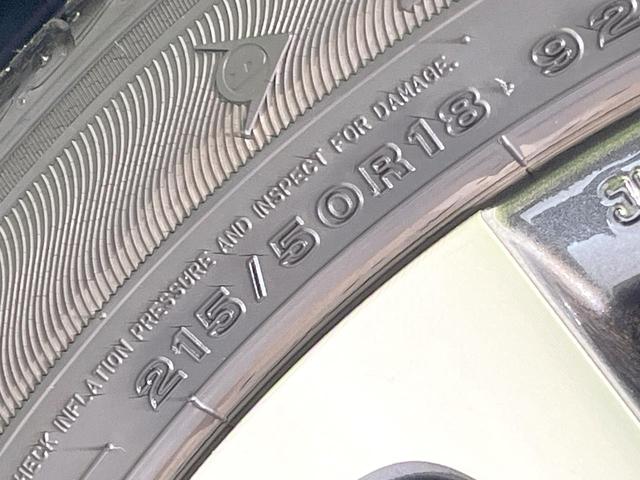 CHECK INFLATION PRESSURE AND INSPECT FOR DAMAGE.
215/50R18 92